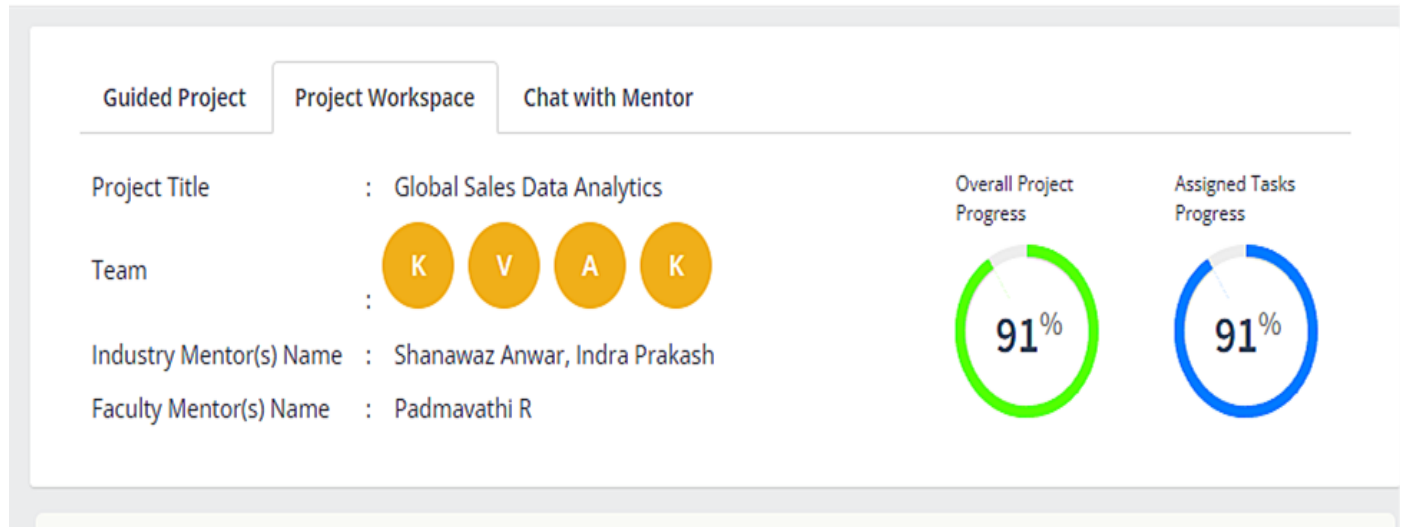 Guided Project Project Workspace Chat with Mentor
Project Title : Global Sales Data Analytics
Team : K V A K
Industry Mentor(s) Name : Shanawaz Anwar, Indra Prakash
Faculty Mentor(s) Name : Padmavathi R
Overall Project
Progress
91%
Assigned Tasks
Progress
91%